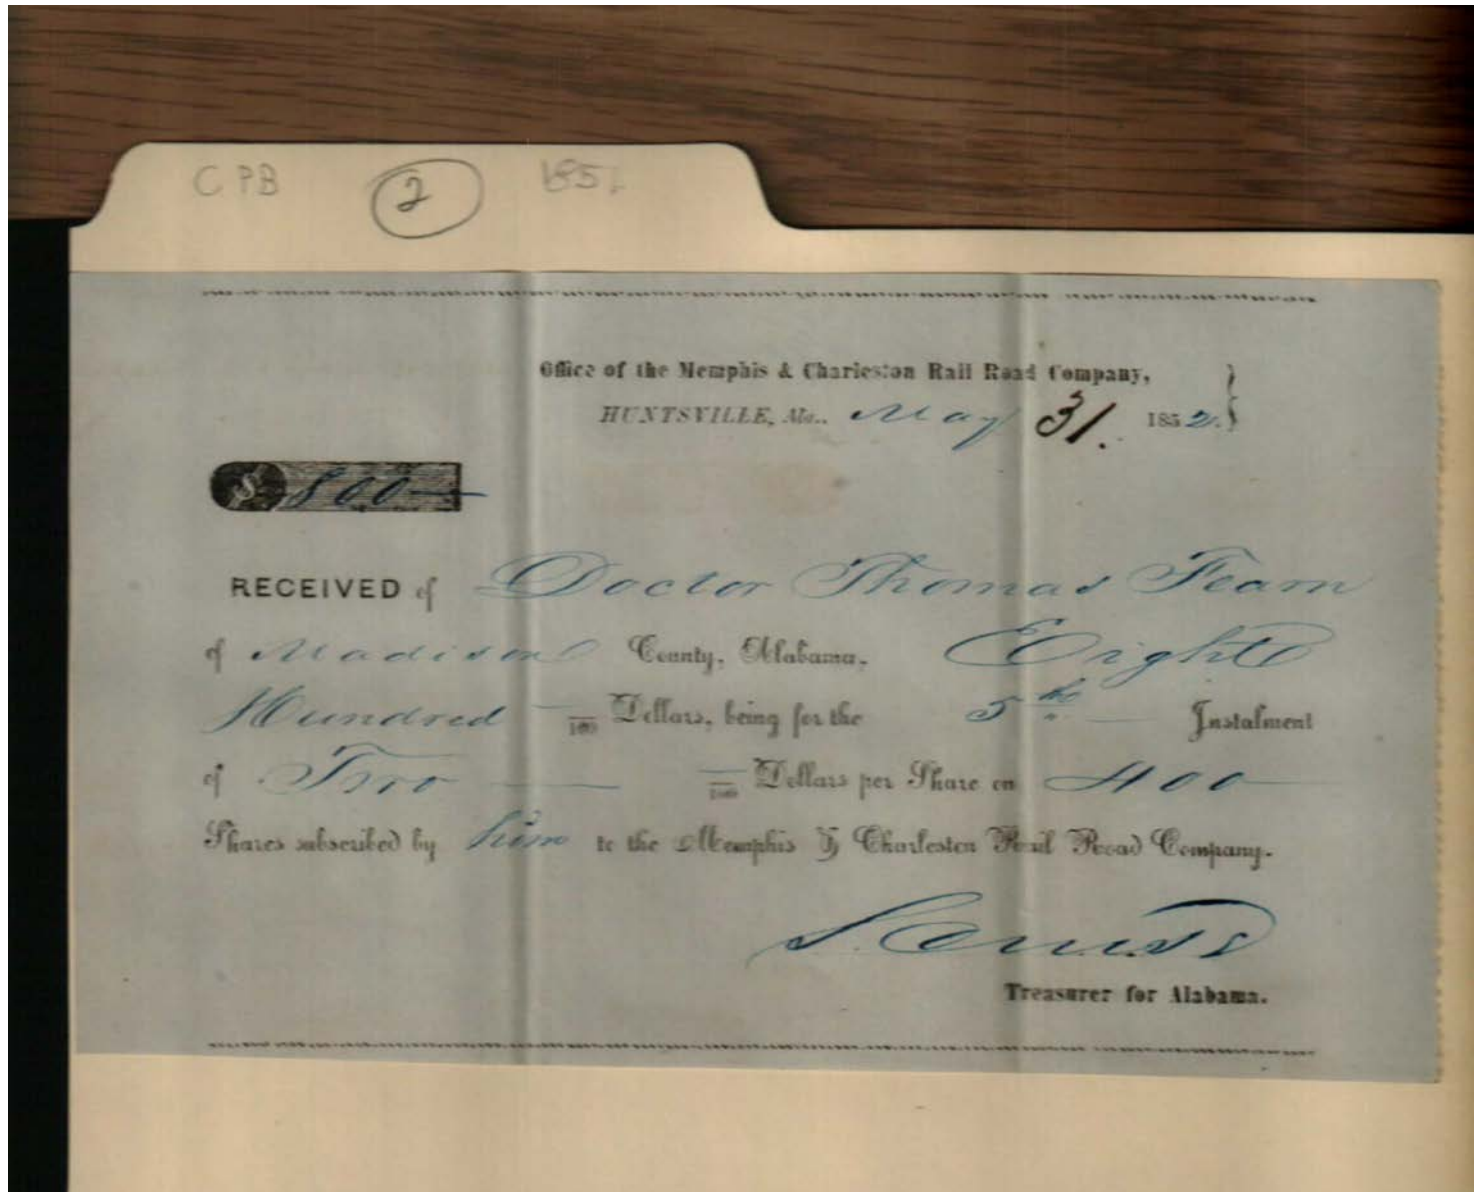 CPB 2 185
Office of the Memphis & Charleston Rail Road Company,
HUNTSVILLE, Ala., May 31. 1852.
$ 800
RECEIVED of Doctor Thomas Fearn
of Madison County, Alabama, Eight
Hundred — /100 Dollars, being for the 5th — Instalment
of Two — — /100 Dollars per Share on 400
Shares subscribed by him to the Memphis & Charleston Rail Road Company.
Treasurer for Alabama.